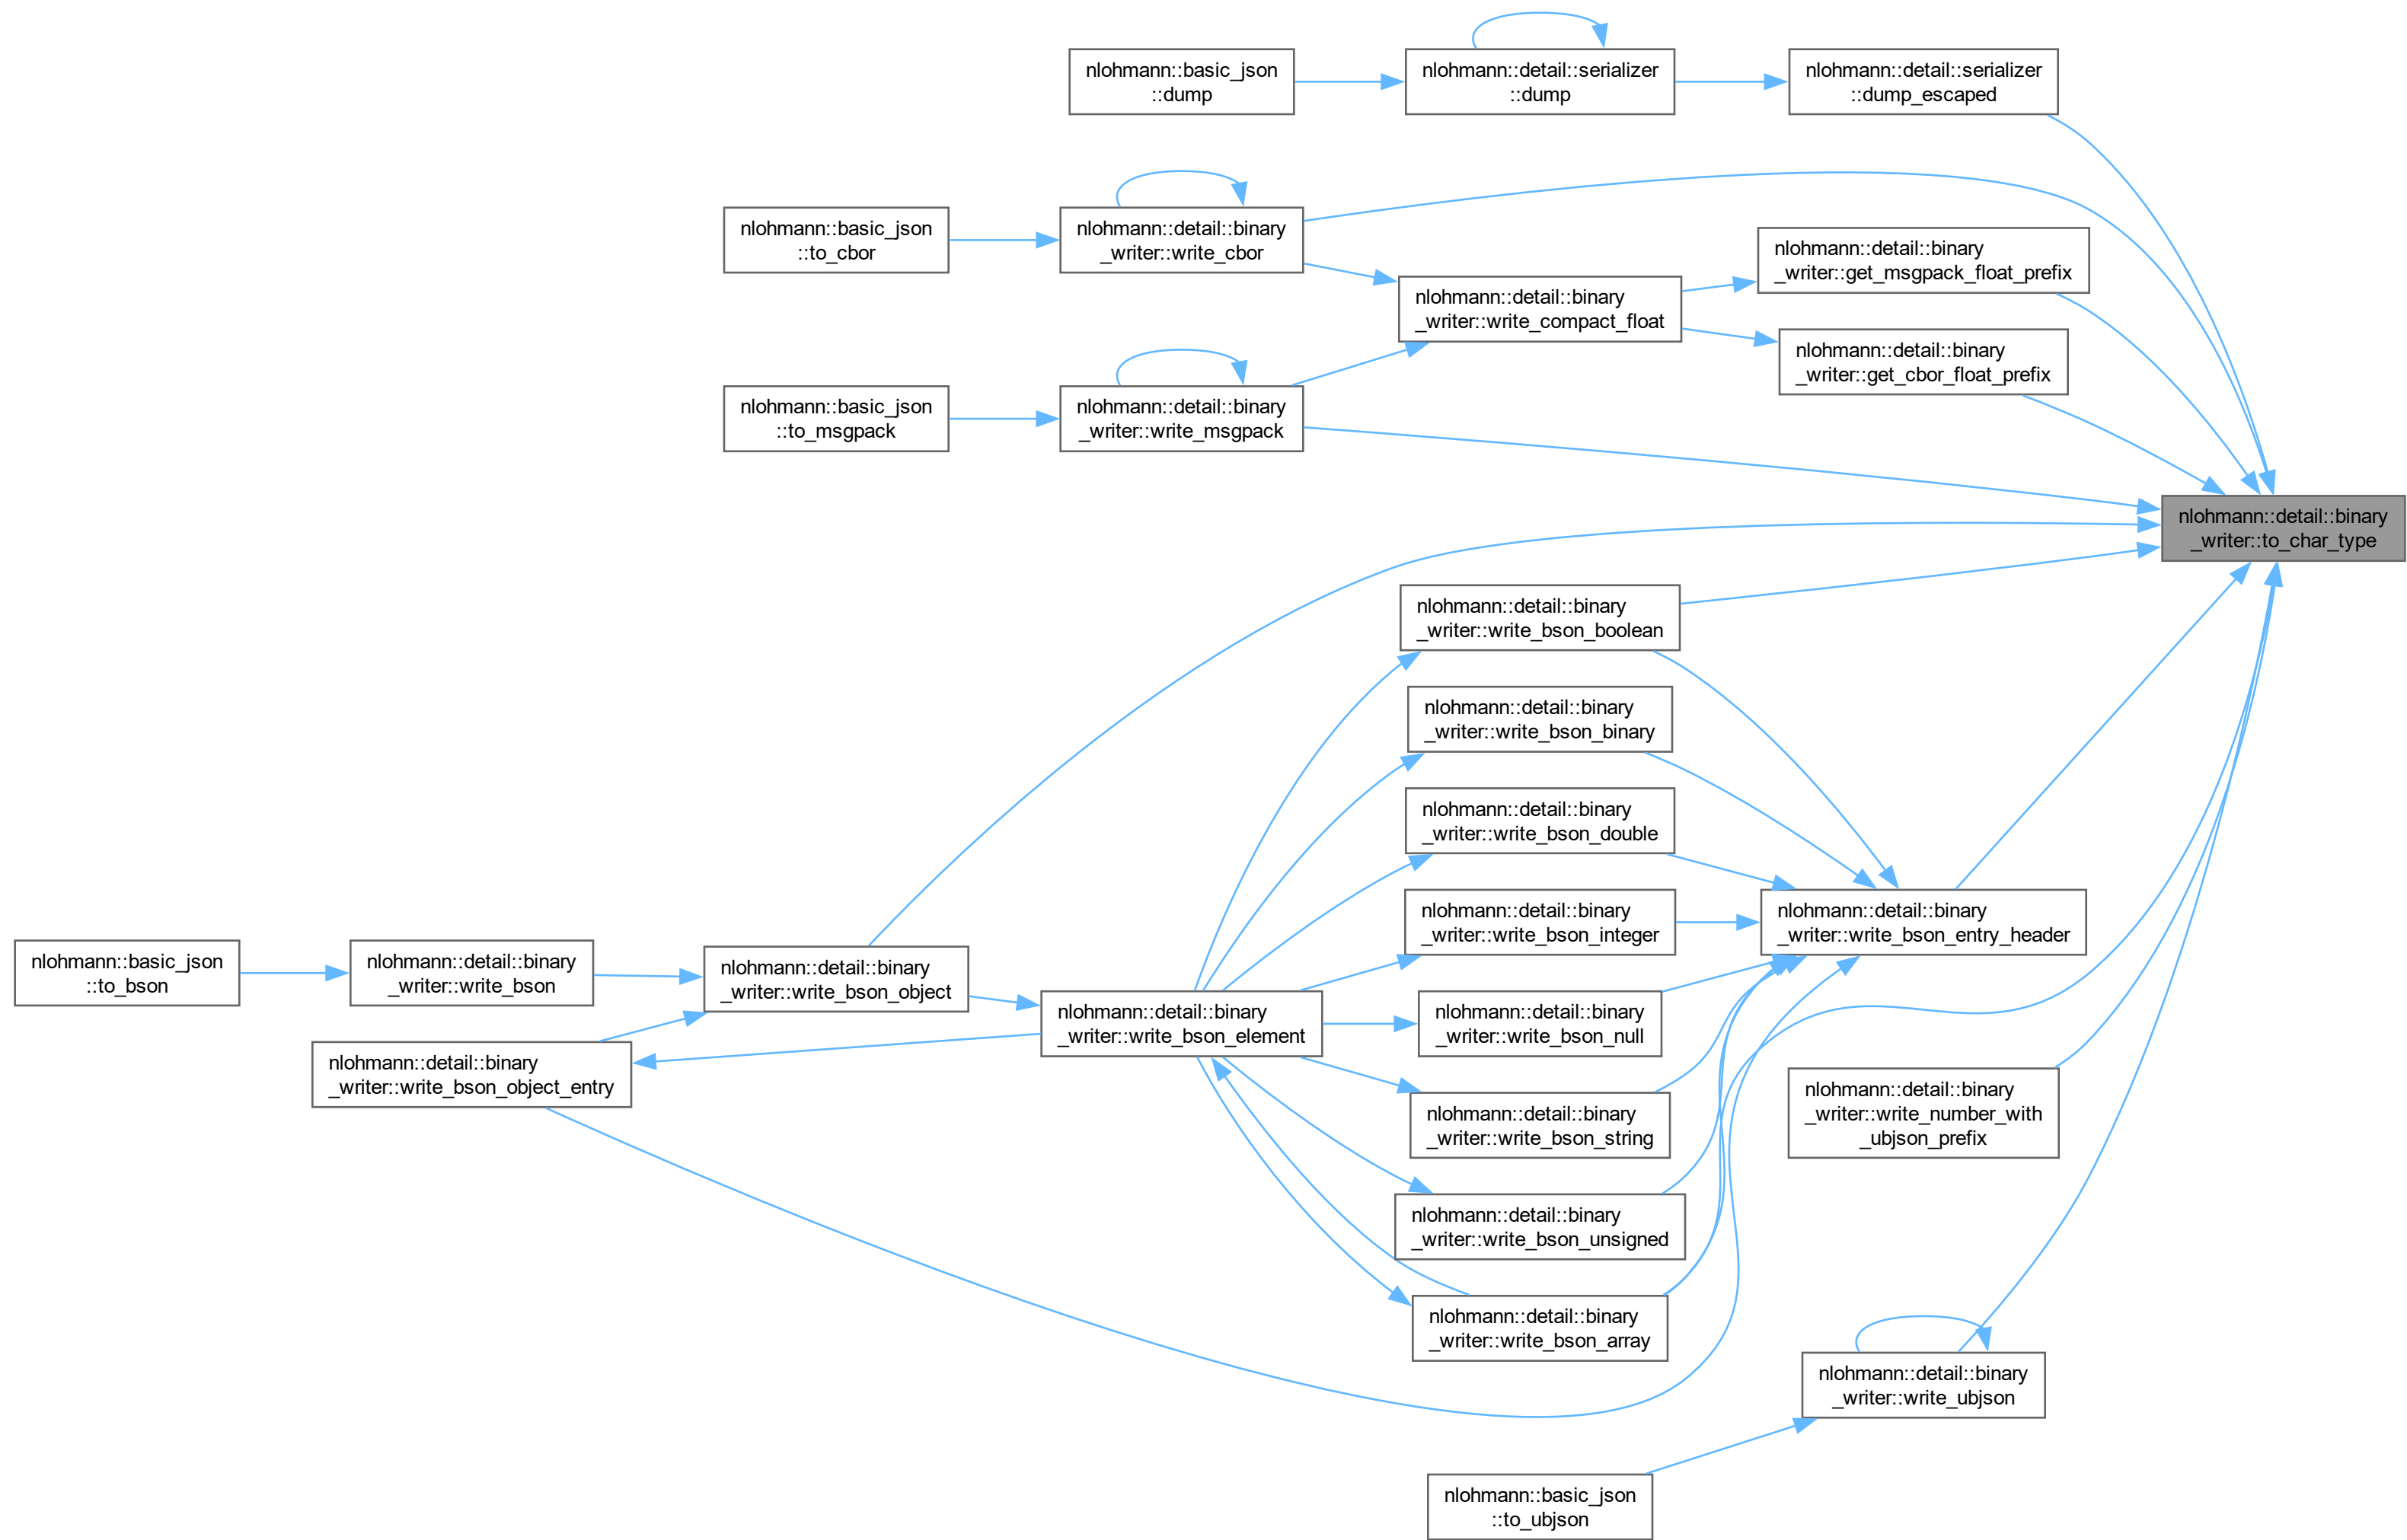 nlohmann::basic_json
::dump
nlohmann::detail::serializer
::dump
nlohmann::detail::serializer
::dump_escaped
nlohmann::basic_json
::to_cbor
nlohmann::detail::binary
_writer::write_cbor
nlohmann::detail::binary
_writer::get_msgpack_float_prefix
nlohmann::detail::binary
_writer::write_compact_float
nlohmann::detail::binary
_writer::get_cbor_float_prefix
nlohmann::basic_json
::to_msgpack
nlohmann::detail::binary
_writer::write_msgpack
nlohmann::detail::binary
_writer::to_char_type
nlohmann::detail::binary
_writer::write_bson_boolean
nlohmann::detail::binary
_writer::write_bson_binary
nlohmann::detail::binary
_writer::write_bson_double
nlohmann::detail::binary
_writer::write_bson_integer
nlohmann::detail::binary
_writer::write_bson_entry_header
nlohmann::basic_json
::to_bson
nlohmann::detail::binary
_writer::write_bson
nlohmann::detail::binary
_writer::write_bson_object
nlohmann::detail::binary
_writer::write_bson_element
nlohmann::detail::binary
_writer::write_bson_null
nlohmann::detail::binary
_writer::write_bson_object_entry
nlohmann::detail::binary
_writer::write_number_with
_ubjson_prefix
nlohmann::detail::binary
_writer::write_bson_string
nlohmann::detail::binary
_writer::write_bson_unsigned
nlohmann::detail::binary
_writer::write_bson_array
nlohmann::detail::binary
_writer::write_ubjson
nlohmann::basic_json
::to_ubjson